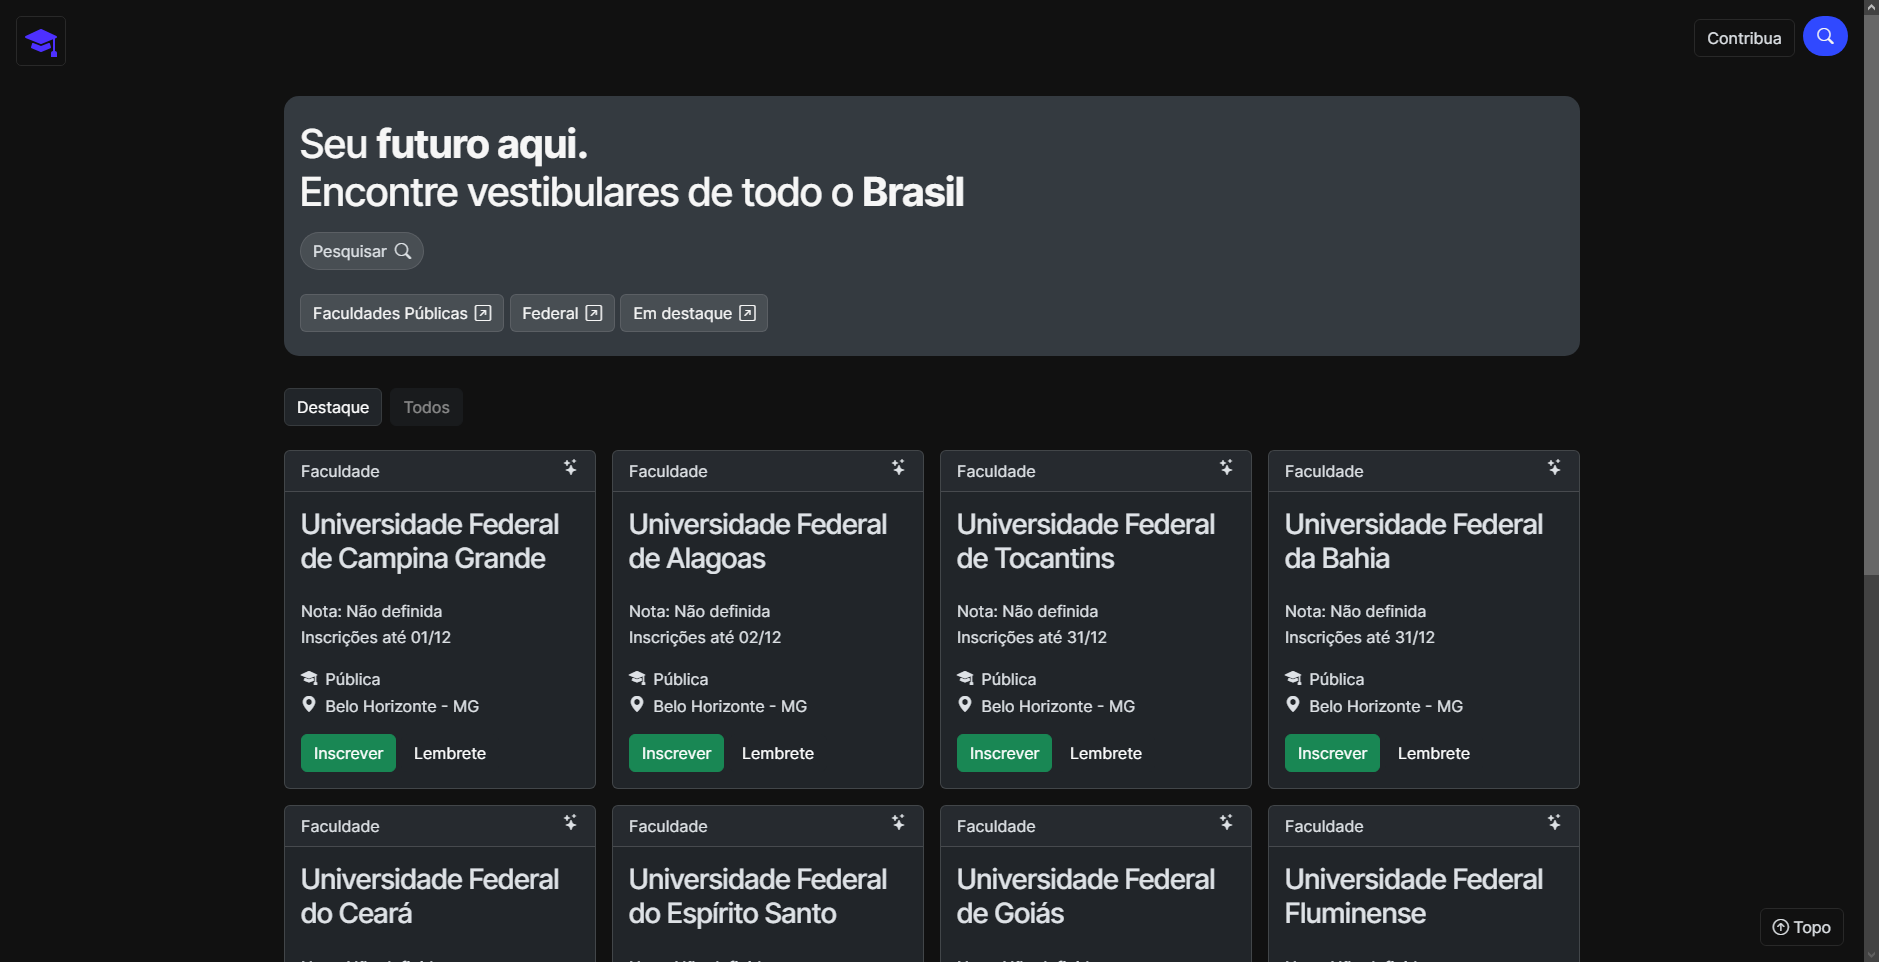 Contribua
Seu futuro aqui.
Encontre vestibulares de todo o Brasil
Pesquisar
Faculdades Públicas
Federal
Em destaque
Destaque
Todos
Faculdade
Universidade Federal
de Campina Grande
Nota: Não definida
Inscrições até 01/12
Pública
Belo Horizonte - MG
Inscrever
Lembrete
Faculdade
Universidade Federal
de Alagoas
Nota: Não definida
Inscrições até 02/12
Pública
Belo Horizonte - MG
Inscrever
Lembrete
Faculdade
Universidade Federal
de Tocantins
Nota: Não definida
Inscrições até 31/12
Pública
Belo Horizonte - MG
Inscrever
Lembrete
Faculdade
Universidade Federal
da Bahia
Nota: Não definida
Inscrições até 31/12
Pública
Belo Horizonte - MG
Inscrever
Lembrete
Faculdade
Universidade Federal
do Ceará
Faculdade
Universidade Federal
do Espírito Santo
Faculdade
Universidade Federal
de Goiás
Faculdade
Universidade Federal
Fluminense
Topo